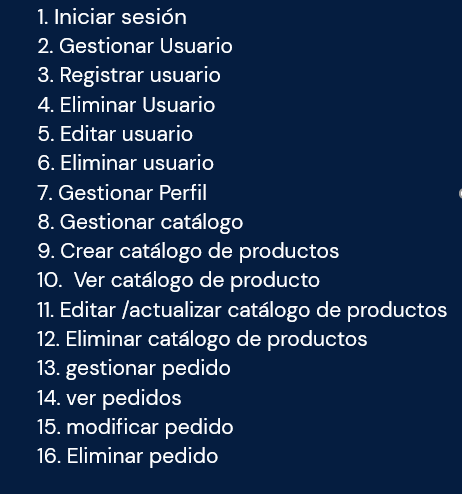 1. Iniciar sesión
2. Gestionar Usuario
3. Registrar usuario
4. Eliminar Usuario
5. Editar usuario
6. Eliminar usuario
7. Gestionar Perfil
8. Gestionar catálogo
9. Crear catálogo de productos
10. Ver catálogo de producto
11. Editar /actualizar catálogo de productos
12. Eliminar catálogo de productos
13. gestionar pedido
14. ver pedidos
15. modificar pedido
16. Eliminar pedido